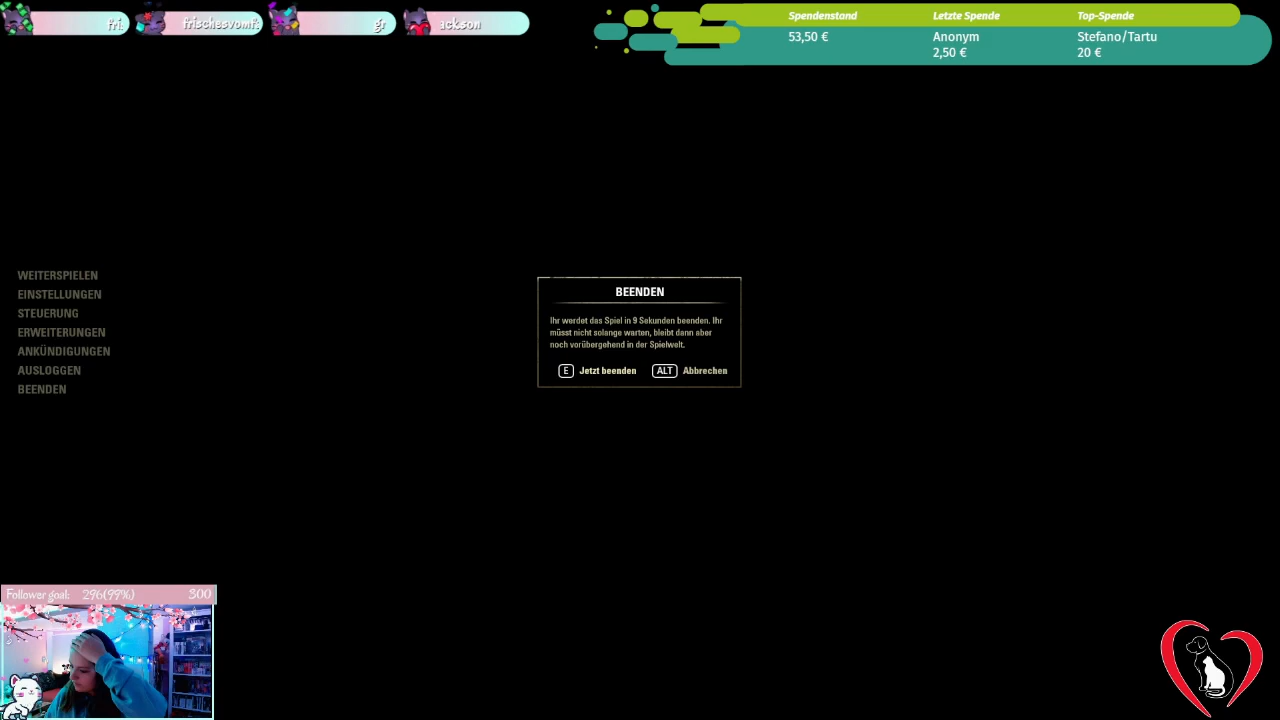 frischesvomfr
gr
ackson
Spendenstand
Letzte Spende
Top-Spende
53,50 €
Anonym
2,50 €
Stefano/Tartu
20 €
WEITERSPIELEN
EINSTELLUNGEN
STEUERUNG
ERWEITERUNGEN
ANKÜNDIGUNGEN
AUSLOGGEN
BEENDEN
BEENDEN
Ihr werdet das Spiel in 9 Sekunden beenden. Ihr
müsst nicht solange warten, bleibt dann aber
noch vorübergehend in der Spielwelt.
E Jetzt beenden ALT Abbrechen
Follower goal: 296(99%) 300